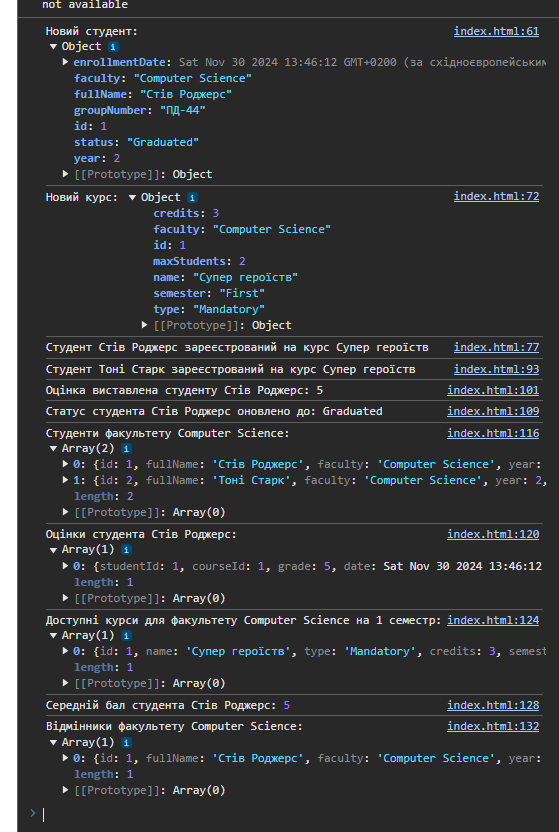 not available
Новий студент: index.html:61
▼ Object i
▶ enrollmentDate: Sat Nov 30 2024 13:46:12 GMT+0200 (за східноєвропейським
faculty: "Computer Science"
fullName: "Стів Роджерс"
groupNumber: "ПД-44"
id: 1
status: "Graduated"
year: 2
▶ [[Prototype]]: Object
Новий курс: ▼ Object i index.html:72
credits: 3
faculty: "Computer Science"
id: 1
maxStudents: 2
name: "Супер героїств"
semester: "First"
type: "Mandatory"
▶ [[Prototype]]: Object
Студент Стів Роджерс зареестрований на курс Супер героїств index.html:77
Студент Тоні Старк зареестрований на курс Супер героїств index.html:93
Оцінка виставлена студенту Стів Роджерс: 5 index.html:101
Статус студента Стів Роджерс оновлено до: Graduated index.html:109
Студенти факультету Computer Science: index.html:116
▼ Array(2) i
▶ 0: {id: 1, fullName: 'Стів Роджерс', faculty: 'Computer Science', year:
▶ 1: {id: 2, fullName: 'Тоні Старк', faculty: 'Computer Science', year: 2,
length: 2
▶ [[Prototype]]: Array(0)
Оцінки студента Стів Роджерс: index.html:120
▼ Array(1) i
▶ 0: {studentId: 1, courseId: 1, grade: 5, date: Sat Nov 30 2024 13:46:12
length: 1
▶ [[Prototype]]: Array(0)
Доступні курси для факультету Computer Science на 1 семестр: index.html:124
▼ Array(1) i
▶ 0: {id: 1, name: 'Супер героїств', type: 'Mandatory', credits: 3, semest
length: 1
▶ [[Prototype]]: Array(0)
Середній бал студента Стів Роджерс: 5 index.html:128
Відмінники факультету Computer Science: index.html:132
▼ Array(1) i
▶ 0: {id: 1, fullName: 'Стів Роджерс', faculty: 'Computer Science', year:
length: 1
▶ [[Prototype]]: Array(0)
>